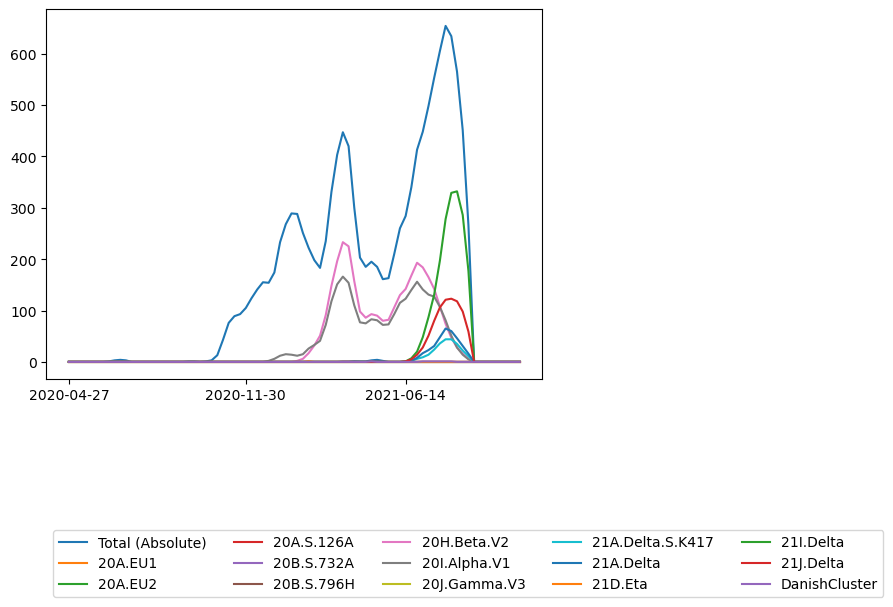 600
500
400
300
200
100
0
2020-04-27 2020-11-30 2021-06-14
Total (Absolute) 20A.S.126A 20H.Beta.V2 21A.Delta.S.K417 21I.Delta
20A.EU1 20B.S.732A 20I.Alpha.V1 21A.Delta 21J.Delta
20A.EU2 20B.S.796H 20J.Gamma.V3 21D.Eta DanishCluster